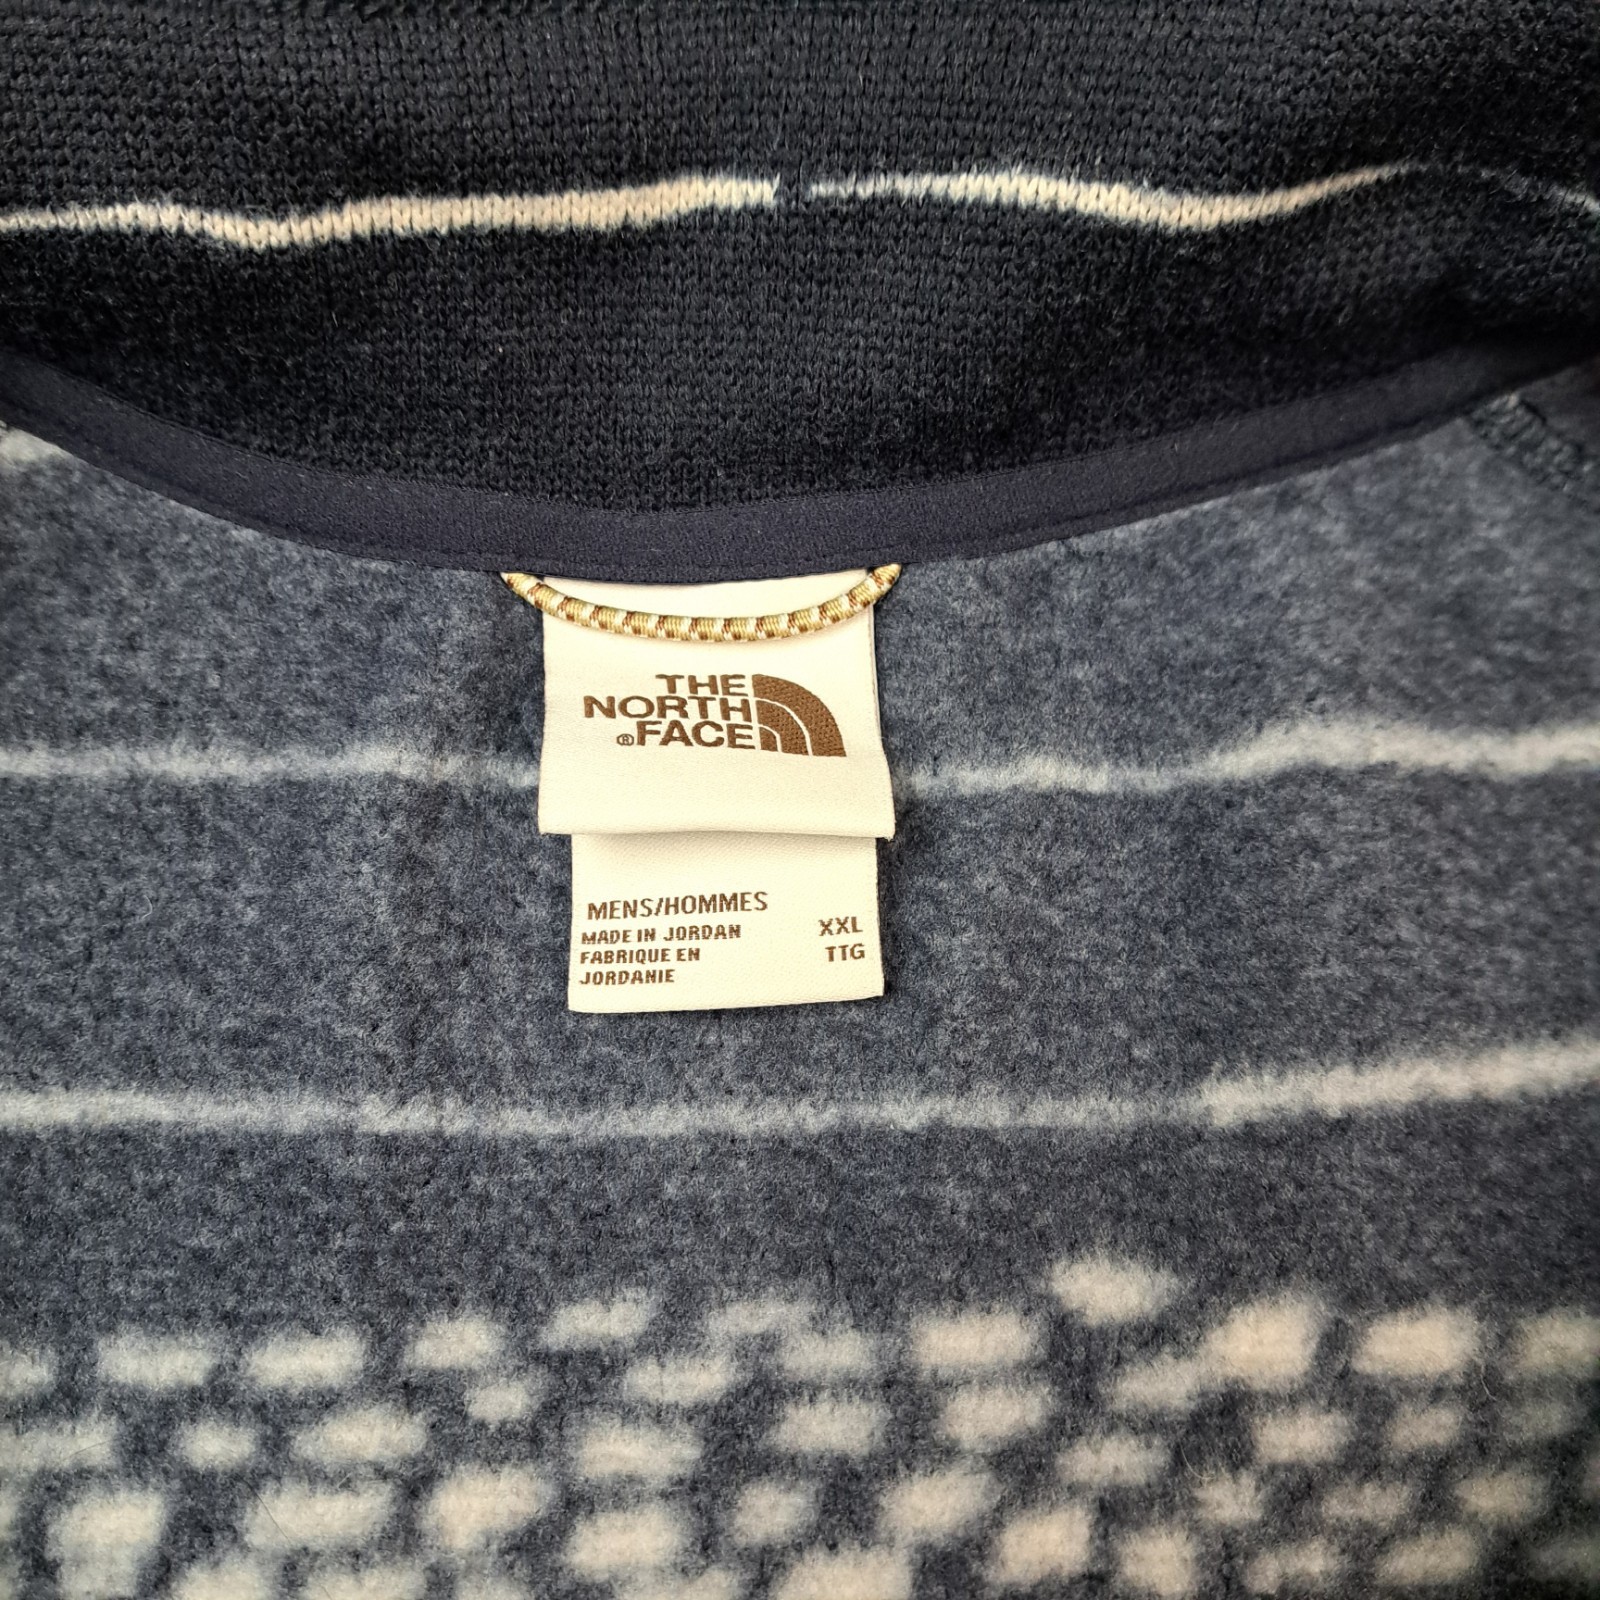 THE
NORTH
®FACE
MENS/HOMMES
MADE IN JORDAN XXL
FABRIQUE EN TTG
JORDANIE